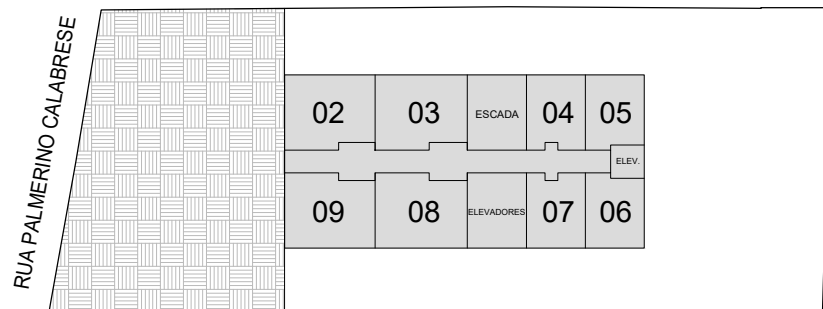 RUA PALMERINO CALABRESE
02 03 ESCADA 04 05
ELEV.
09 08 ELEVADORES 07 06